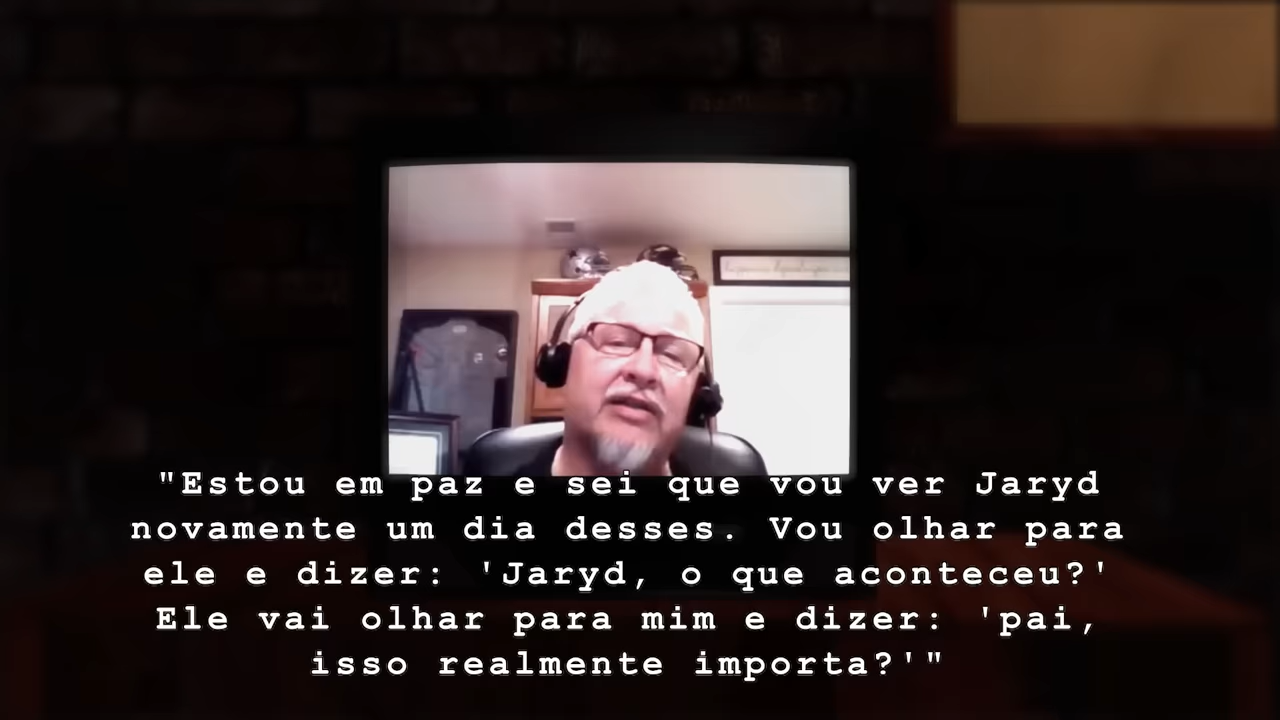 "Estou em paz e sei que vou ver Jaryd
novamente um dia desses. Vou olhar para
ele e dizer: 'Jaryd, o que aconteceu?'
Ele vai olhar para mim e dizer: 'pai,
isso realmente importa?'"